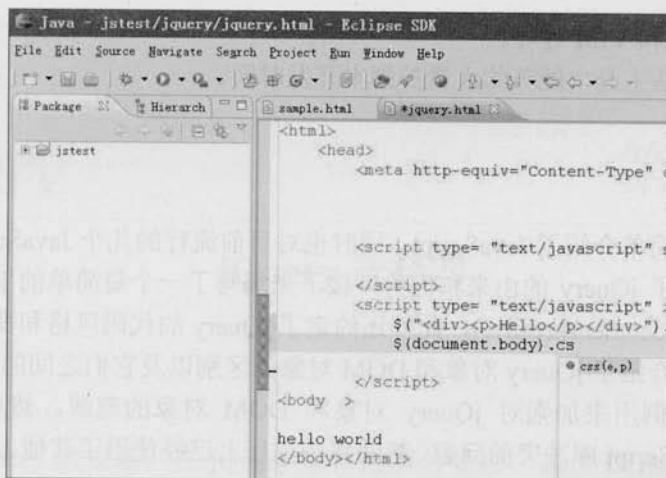 java - jstest/jquery/jquery.html - Eclipse SDK
File Edit Source Navigate Search Project Run Window Help
Package Hierarch sample.html *jquery.html
jstest
<html>
<head>
<meta http-equiv="Content-Type"
<script type= "text/javascript" s
</script>
<script type= "text/javascript"
$("<div><p>Hello</p></div>").
$(document.body).cs
css(e,p)
</script>
<body >
hello world
</body></html>